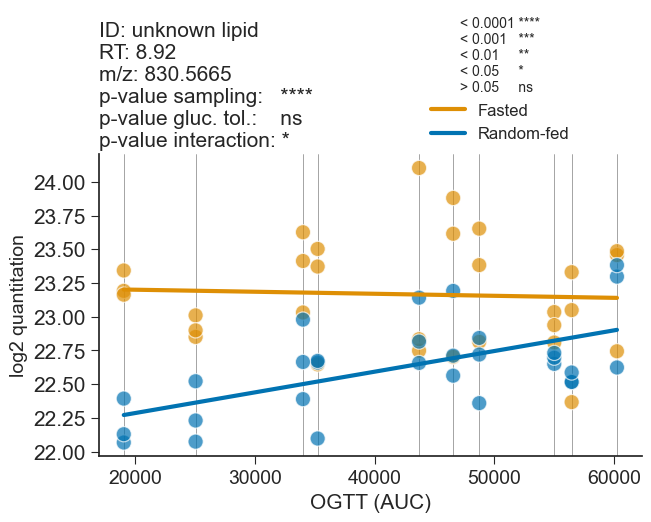 ID: unknown lipid
RT: 8.92
m/z: 830.5665
p-value sampling: ****
p-value gluc. tol.: ns
p-value interaction: *
< 0.0001 ****
< 0.001 ***
< 0.01 **
< 0.05 *
> 0.05 ns
Fasted
Random-fed
log2 quantitation
24.00
23.75
23.50
23.25
23.00
22.75
22.50
22.25
22.00
20000 30000 40000 50000 60000
OGTT (AUC)